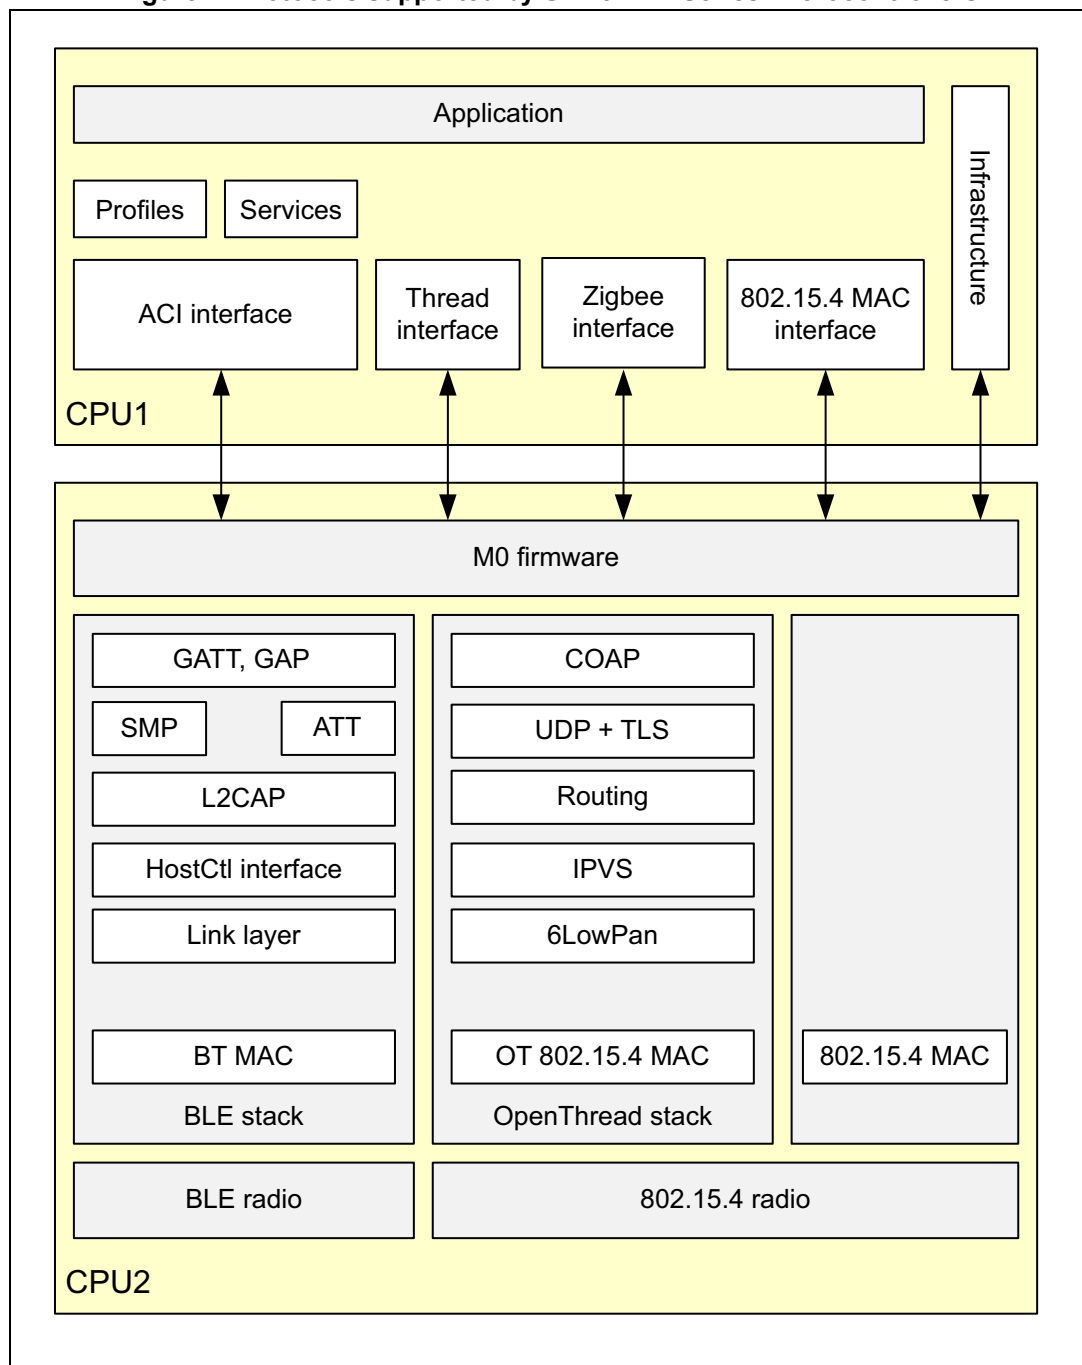 Application
Infrastructure
Profiles
Services
ACI interface
Thread
interface
Zigbee
interface
802.15.4 MAC
interface
CPU1
M0 firmware
GATT, GAP
SMP
ATT
L2CAP
HostCtl interface
Link layer
BT MAC
BLE stack
COAP
UDP + TLS
Routing
IPVS
6LowPan
OT 802.15.4 MAC
OpenThread stack
802.15.4 MAC
BLE radio
802.15.4 radio
CPU2